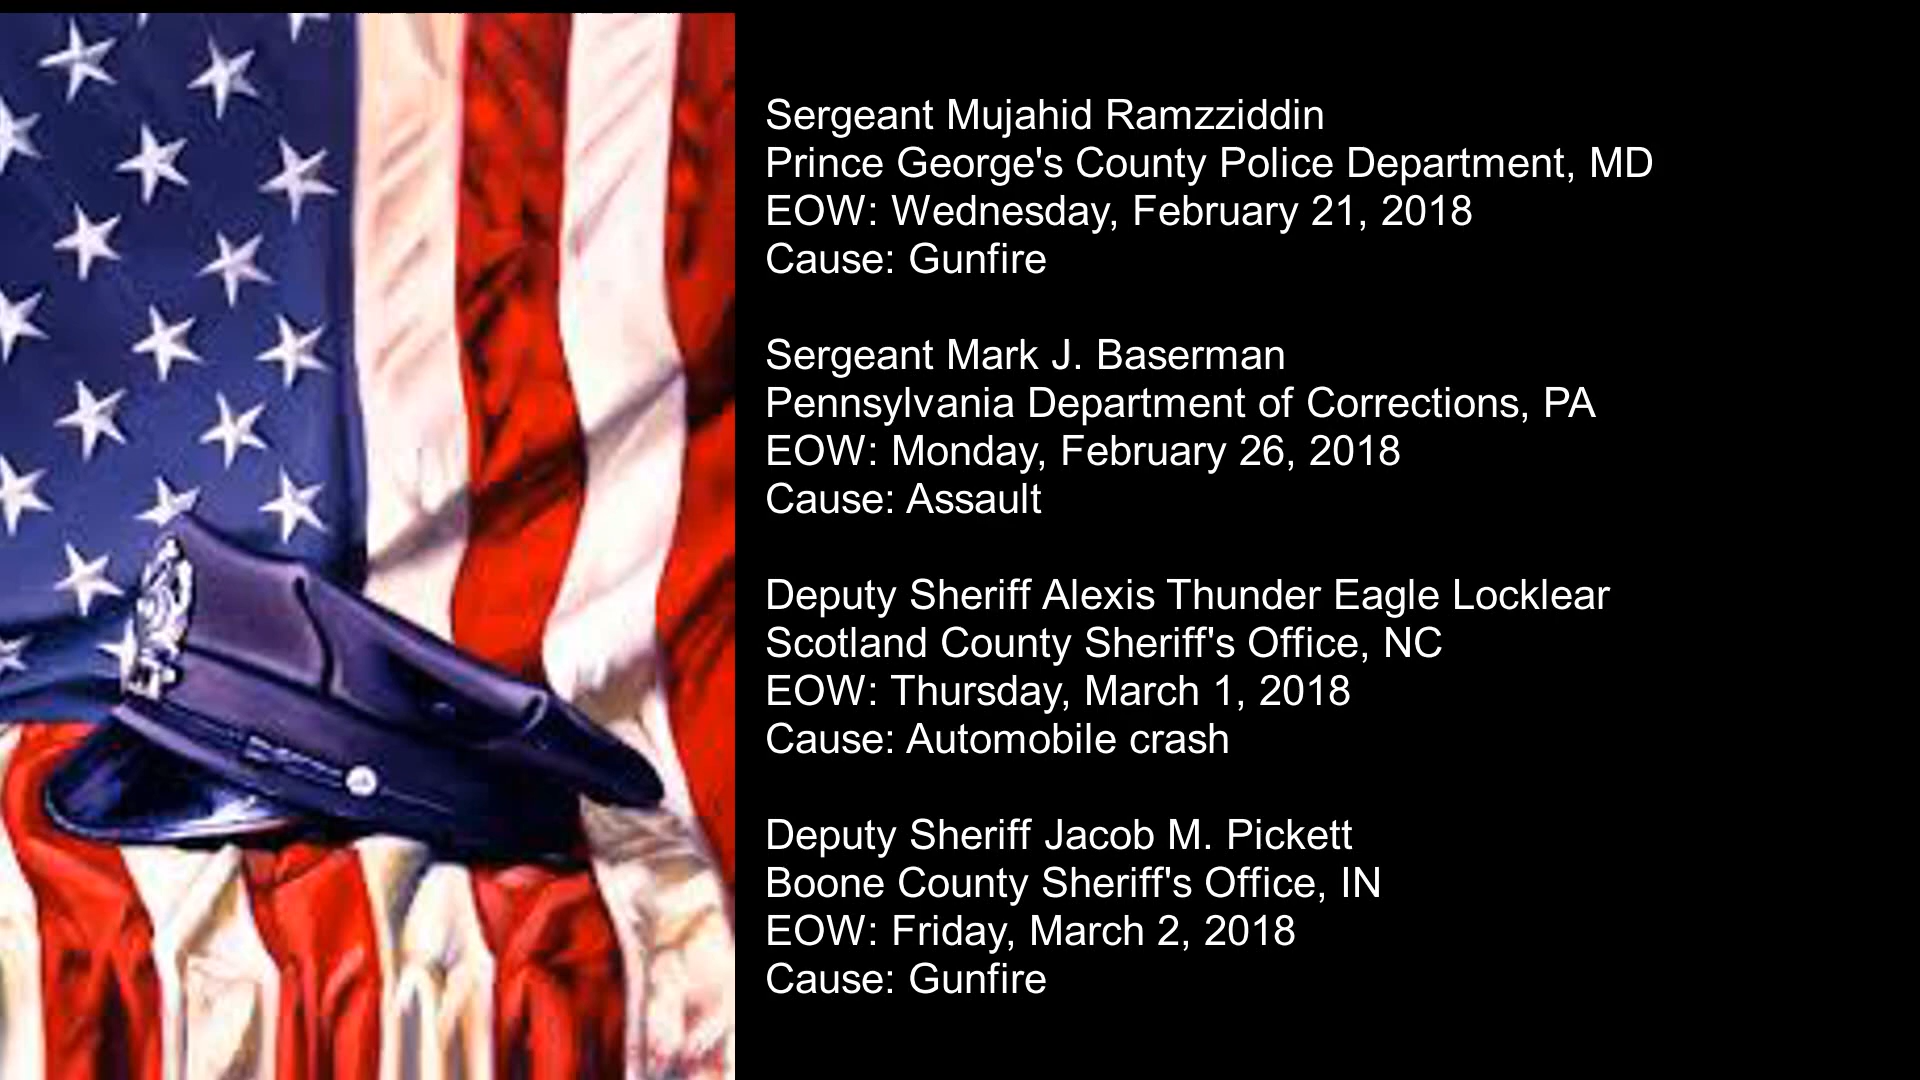 Sergeant Mujahid Ramzziddin
Prince George's County Police Department, MD
EOW: Wednesday, February 21, 2018
Cause: Gunfire
Sergeant Mark J. Baserman
Pennsylvania Department of Corrections, PA
EOW: Monday, February 26, 2018
Cause: Assault
Deputy Sheriff Alexis Thunder Eagle Locklear
Scotland County Sheriff's Office, NC
EOW: Thursday, March 1, 2018
Cause: Automobile crash
Deputy Sheriff Jacob M. Pickett
Boone County Sheriff's Office, IN
EOW: Friday, March 2, 2018
Cause: Gunfire